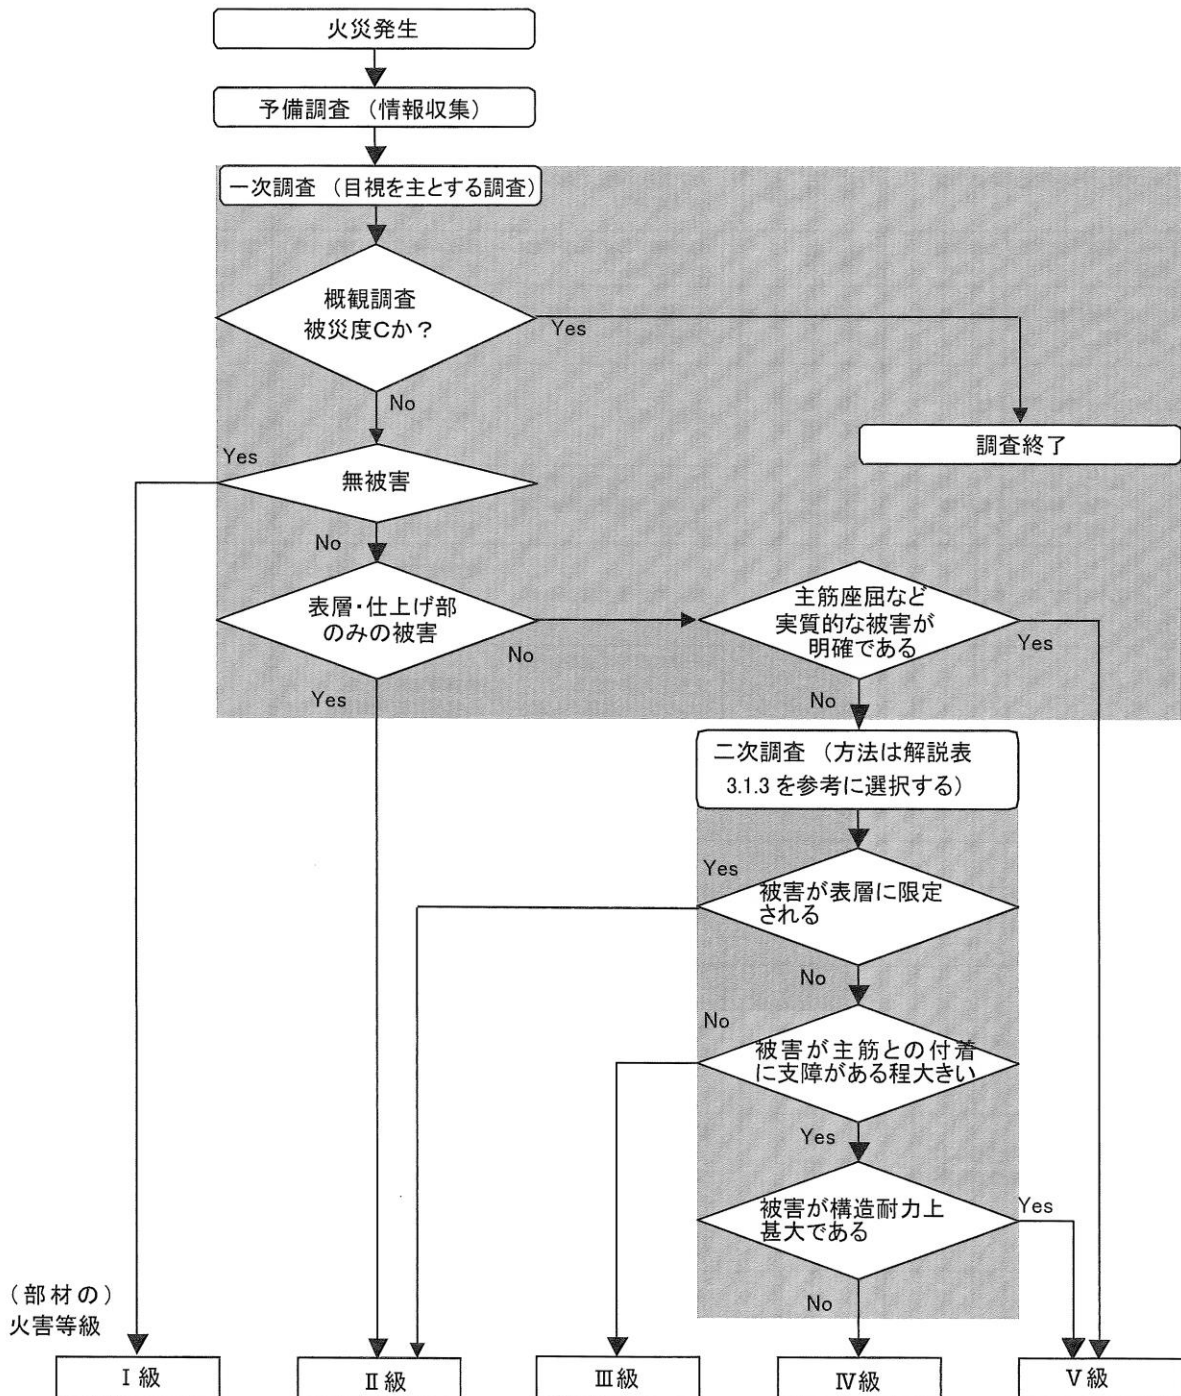 火災発生
予備調査 （情報収集）
一次調査 （目視を主とする調査）
概観調査
被災度Cか？
Yes
No
調査終了
Yes
無被害
No
表層・仕上げ部
のみの被害
No
Yes
主筋座屈など
実質的な被害が
明確である
Yes
No
二次調査 （方法は解説表
3.1.3 を参考に選択する）
Yes
被害が表層に限定
される
No
No
被害が主筋との付着
に支障がある程大きい
Yes
被害が構造耐力上
甚大である
Yes
No
（部材の）
火害等級
Ⅰ級
Ⅱ級
Ⅲ級
Ⅳ級
Ⅴ級